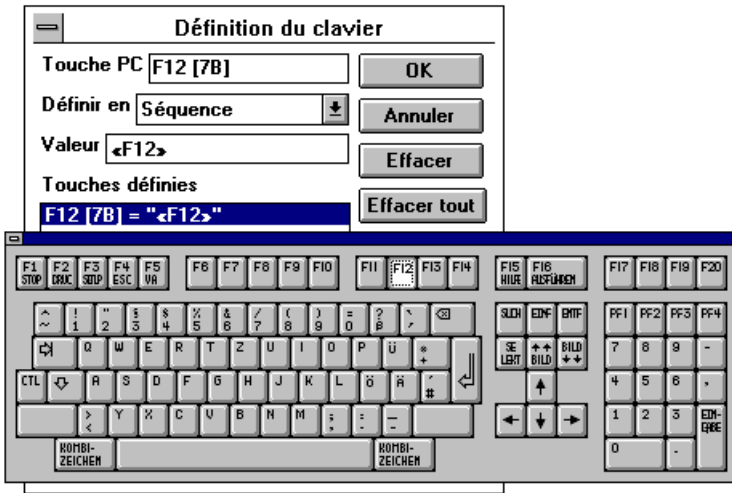 Définition du clavier
Touche PC F12 [7B] OK
Définir en Séquence Annuler
Valeur «F12» Effacer
Touches définies Effacer tout
F12 [7B] = "«F12»"
F1 F2 F3 F4 F5 F6 F7 F8 F9 F10 F11 F12 F13 F14 F15 F16 F17 F18 F19 F20
STOP DRUC SETUP ESC VA HILFE AUSFÜHREN
^ ! " § $ % & / ( ) = ? `
~ 1 2 3 4 5 6 7 8 9 0 β ' SUCH EINF ENTF PF1 PF2 PF3 PF4
Q W E R T Z U I O P Ü * + SE LEKT ↑↑ BILD BILD ↓↓ 7 8 9 -
CTL A S D F G H J K L Ö Ä ' # 4 5 6 ,
> < Y X C V B N M ; , : . _ - 1 2 3 EIN-GABE
KOMBI- KOMBI- 0 .
ZEICHEN ZEICHEN